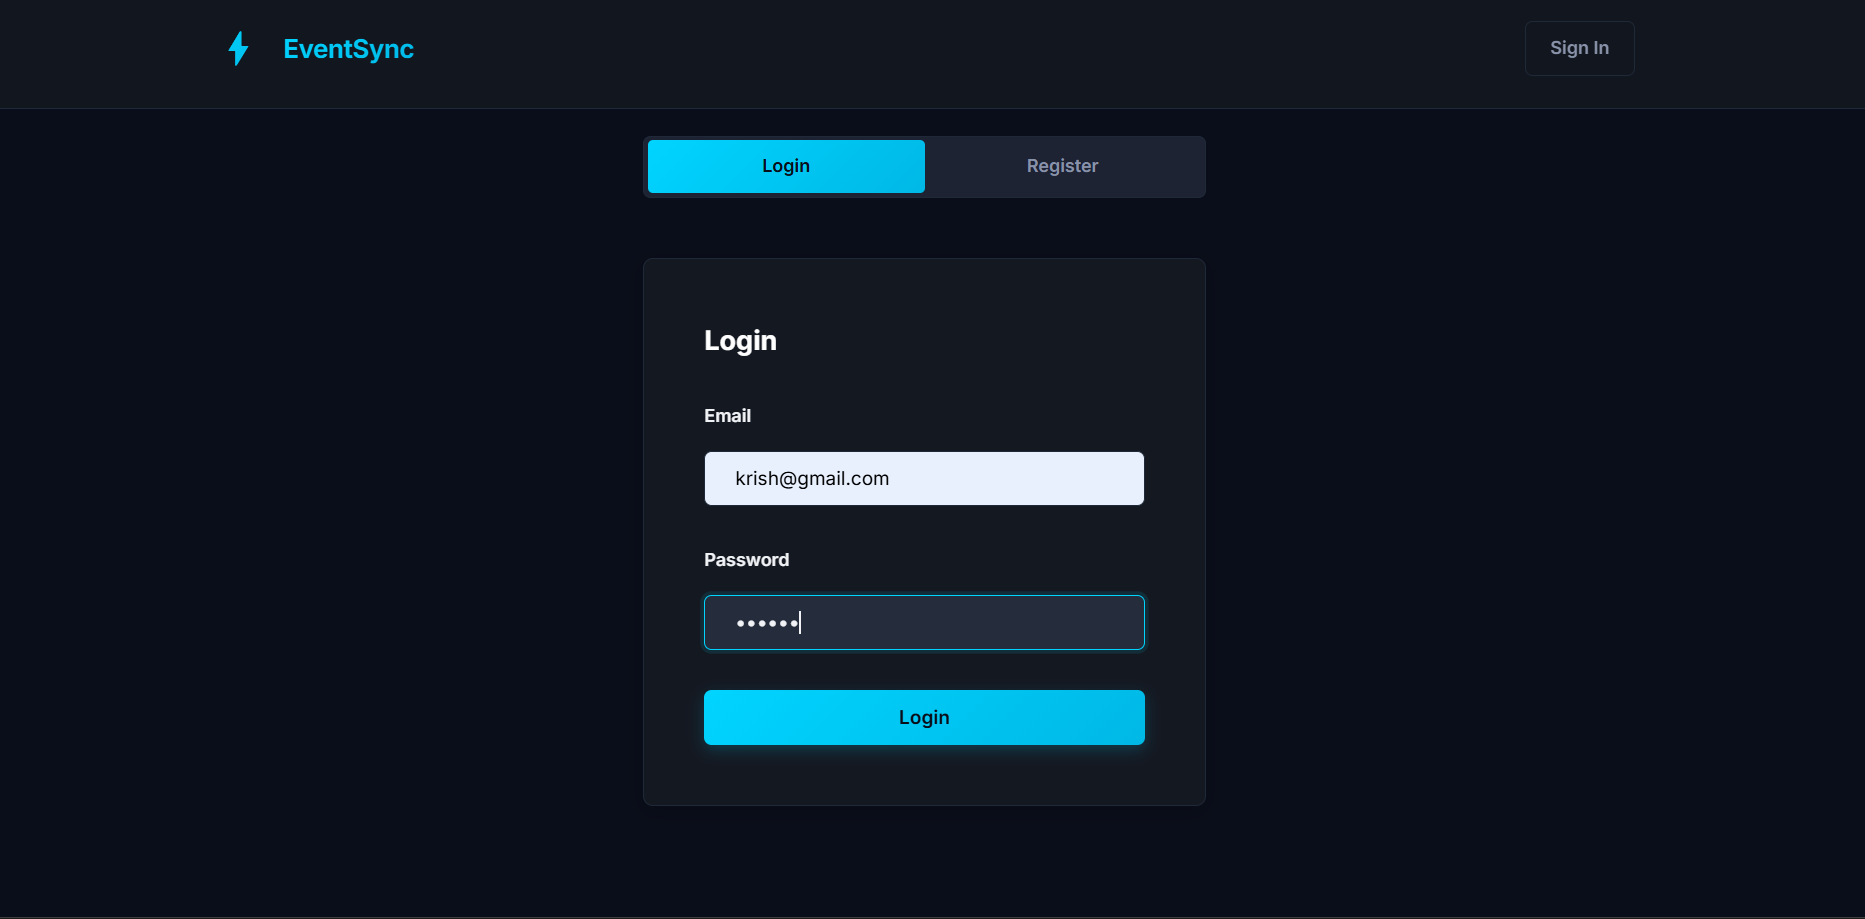 EventSync
Sign In
Login
Register
Login
Email
krish@gmail.com
Password
••••••
Login